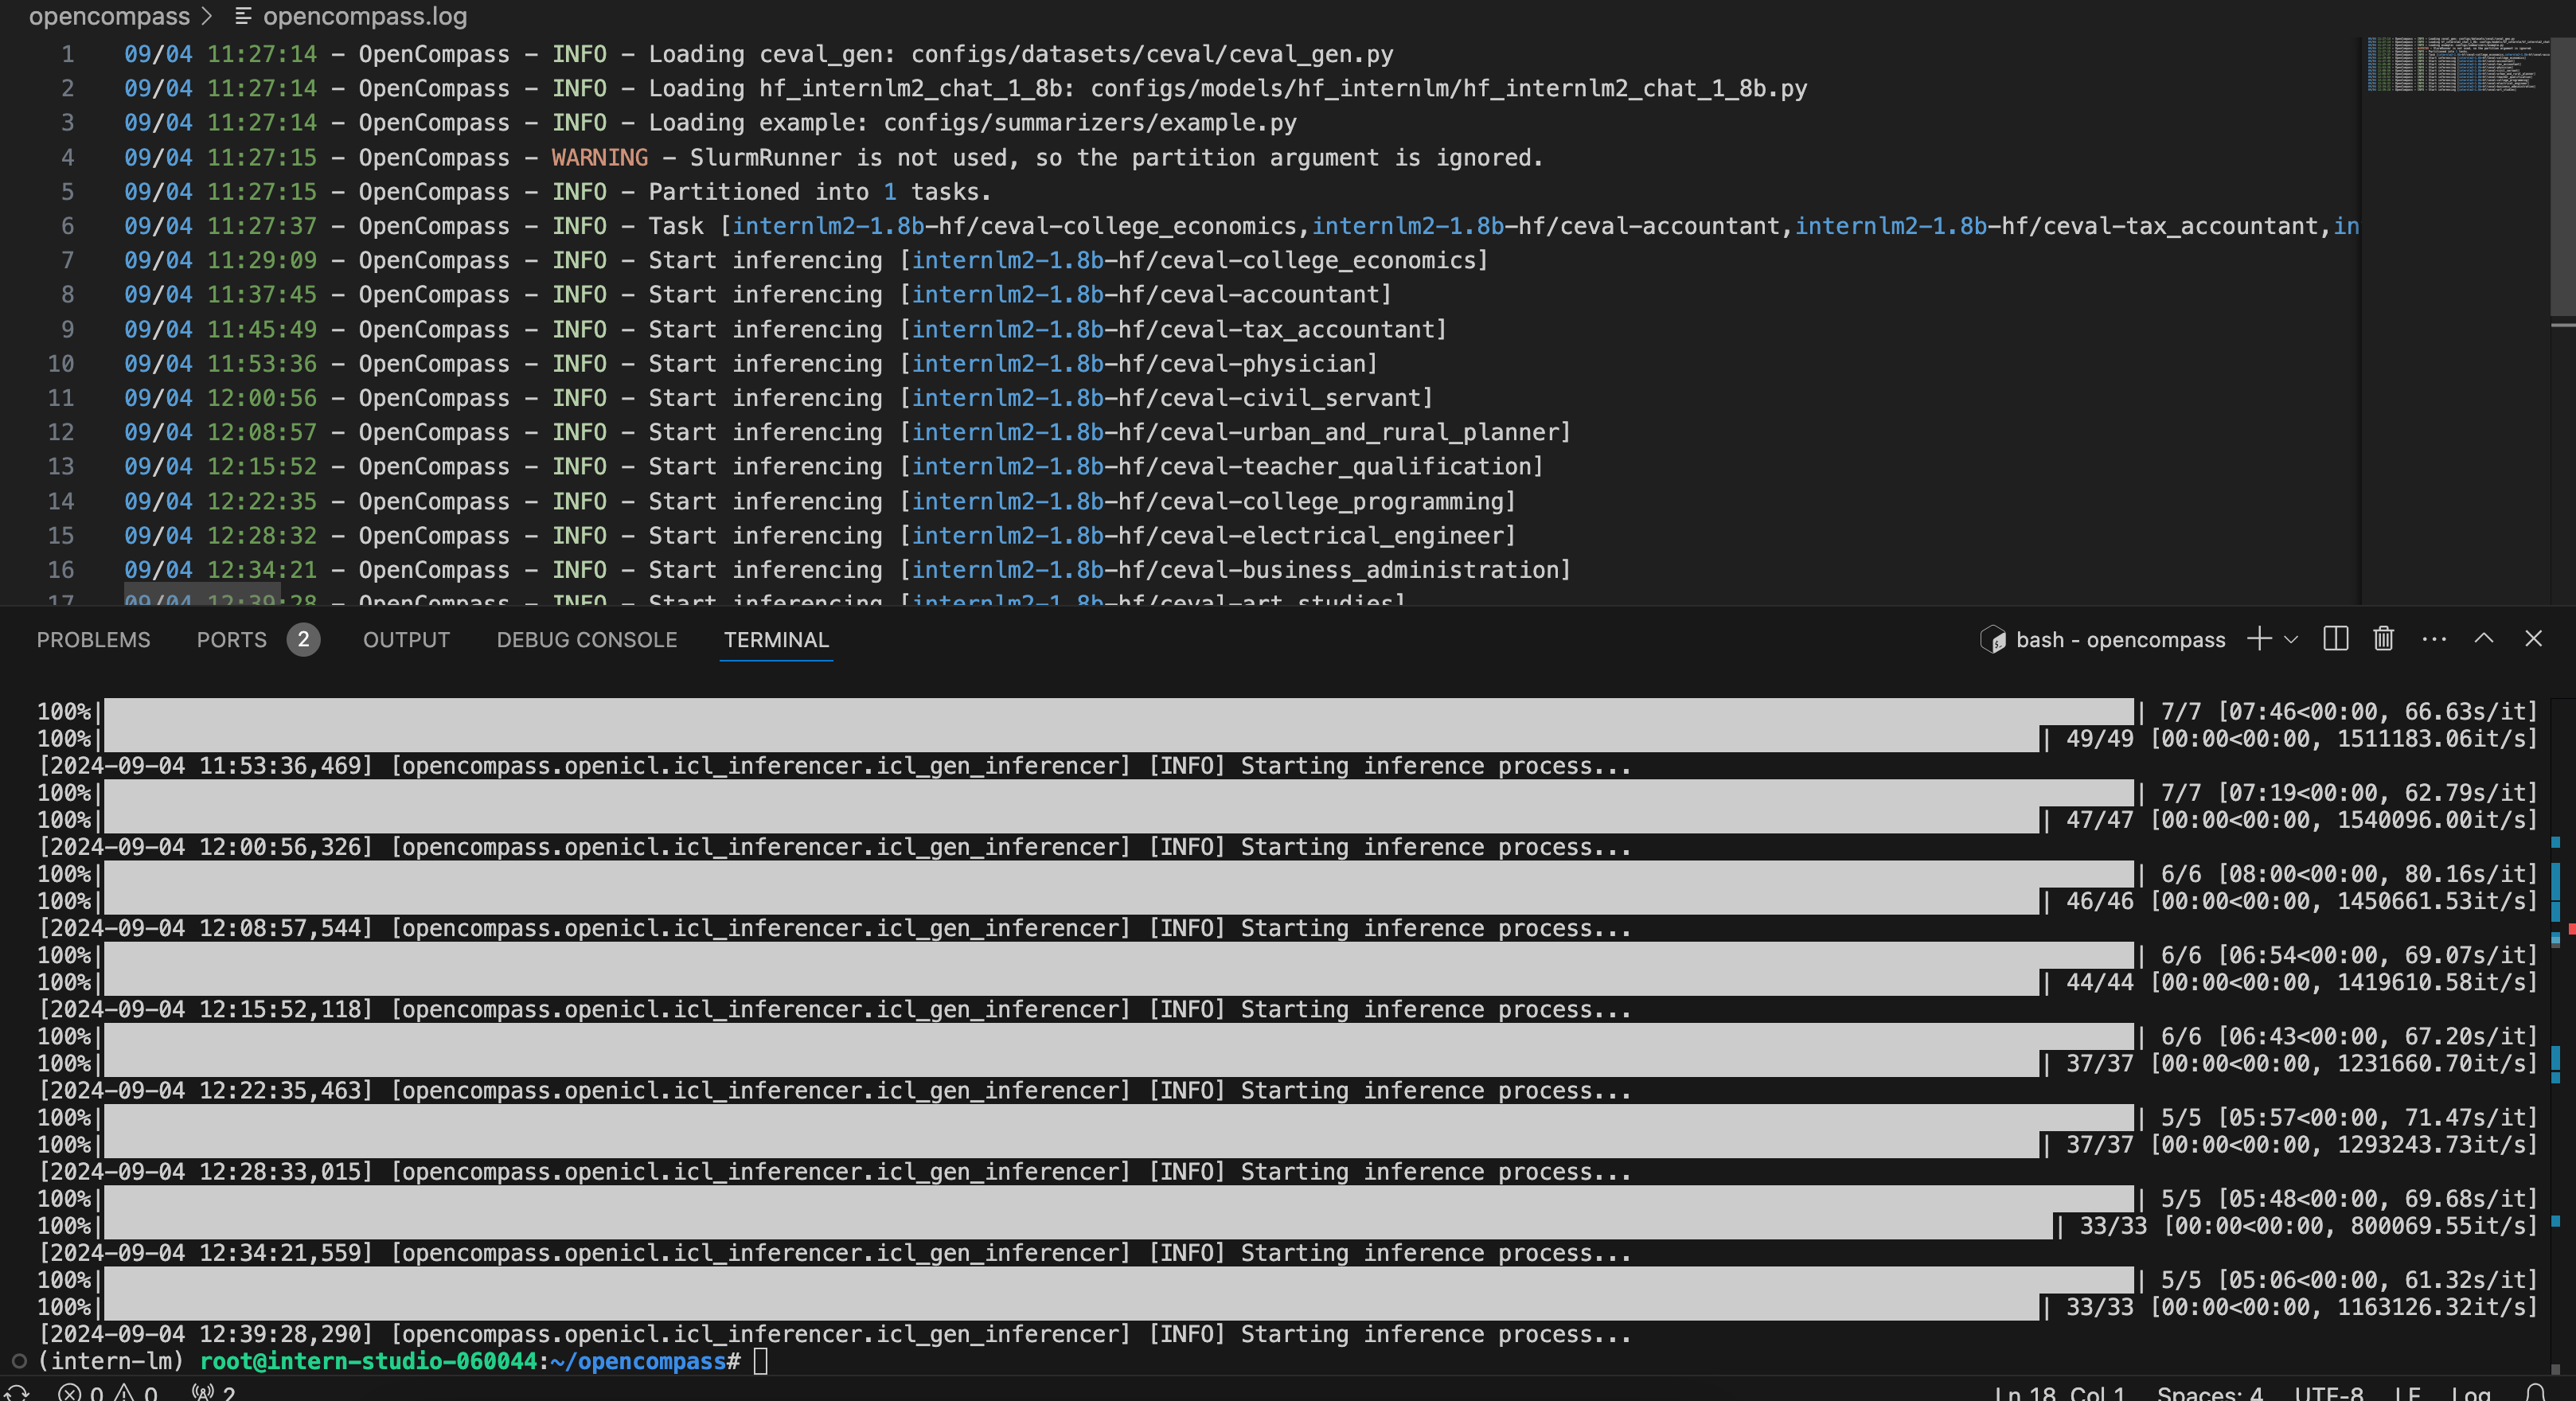 opencompass > opencompass.log
1 09/04 11:27:14 - OpenCompass - INFO - Loading ceval_gen: configs/datasets/ceval/ceval_gen.py
2 09/04 11:27:14 - OpenCompass - INFO - Loading hf_internlm2_chat_1_8b: configs/models/hf_internlm/hf_internlm2_chat_1_8b.py
3 09/04 11:27:14 - OpenCompass - INFO - Loading example: configs/summarizers/example.py
4 09/04 11:27:15 - OpenCompass - WARNING - SlurmRunner is not used, so the partition argument is ignored.
5 09/04 11:27:15 - OpenCompass - INFO - Partitioned into 1 tasks.
6 09/04 11:27:37 - OpenCompass - INFO - Task [internlm2-1.8b-hf/ceval-college_economics,internlm2-1.8b-hf/ceval-accountant,internlm2-1.8b-hf/ceval-tax_accountant,in
7 09/04 11:29:09 - OpenCompass - INFO - Start inferencing [internlm2-1.8b-hf/ceval-college_economics]
8 09/04 11:37:45 - OpenCompass - INFO - Start inferencing [internlm2-1.8b-hf/ceval-accountant]
9 09/04 11:45:49 - OpenCompass - INFO - Start inferencing [internlm2-1.8b-hf/ceval-tax_accountant]
10 09/04 11:53:36 - OpenCompass - INFO - Start inferencing [internlm2-1.8b-hf/ceval-physician]
11 09/04 12:00:56 - OpenCompass - INFO - Start inferencing [internlm2-1.8b-hf/ceval-civil_servant]
12 09/04 12:08:57 - OpenCompass - INFO - Start inferencing [internlm2-1.8b-hf/ceval-urban_and_rural_planner]
13 09/04 12:15:52 - OpenCompass - INFO - Start inferencing [internlm2-1.8b-hf/ceval-teacher_qualification]
14 09/04 12:22:35 - OpenCompass - INFO - Start inferencing [internlm2-1.8b-hf/ceval-college_programming]
15 09/04 12:28:32 - OpenCompass - INFO - Start inferencing [internlm2-1.8b-hf/ceval-electrical_engineer]
16 09/04 12:34:21 - OpenCompass - INFO - Start inferencing [internlm2-1.8b-hf/ceval-business_administration]
17 09/04 12:39:28 - OpenCompass - INFO - Start inferencing [internlm2-1.8b-hf/ceval-art_studies]
PROBLEMS PORTS 2 OUTPUT DEBUG CONSOLE TERMINAL bash - opencompass
100%| | 7/7 [07:46<00:00, 66.63s/it]
100%| | 49/49 [00:00<00:00, 1511183.06it/s]
[2024-09-04 11:53:36,469] [opencompass.openicl.icl_inferencer.icl_gen_inferencer] [INFO] Starting inference process...
100%| | 7/7 [07:19<00:00, 62.79s/it]
100%| | 47/47 [00:00<00:00, 1540096.00it/s]
[2024-09-04 12:00:56,326] [opencompass.openicl.icl_inferencer.icl_gen_inferencer] [INFO] Starting inference process...
100%| | 6/6 [08:00<00:00, 80.16s/it]
100%| | 46/46 [00:00<00:00, 1450661.53it/s]
[2024-09-04 12:08:57,544] [opencompass.openicl.icl_inferencer.icl_gen_inferencer] [INFO] Starting inference process...
100%| | 6/6 [06:54<00:00, 69.07s/it]
100%| | 44/44 [00:00<00:00, 1419610.58it/s]
[2024-09-04 12:15:52,118] [opencompass.openicl.icl_inferencer.icl_gen_inferencer] [INFO] Starting inference process...
100%| | 6/6 [06:43<00:00, 67.20s/it]
100%| | 37/37 [00:00<00:00, 1231660.70it/s]
[2024-09-04 12:22:35,463] [opencompass.openicl.icl_inferencer.icl_gen_inferencer] [INFO] Starting inference process...
100%| | 5/5 [05:57<00:00, 71.47s/it]
100%| | 37/37 [00:00<00:00, 1293243.73it/s]
[2024-09-04 12:28:33,015] [opencompass.openicl.icl_inferencer.icl_gen_inferencer] [INFO] Starting inference process...
100%| | 5/5 [05:48<00:00, 69.68s/it]
100%| | 33/33 [00:00<00:00, 800069.55it/s]
[2024-09-04 12:34:21,559] [opencompass.openicl.icl_inferencer.icl_gen_inferencer] [INFO] Starting inference process...
100%| | 5/5 [05:06<00:00, 61.32s/it]
100%| | 33/33 [00:00<00:00, 1163126.32it/s]
[2024-09-04 12:39:28,290] [opencompass.openicl.icl_inferencer.icl_gen_inferencer] [INFO] Starting inference process...
(intern-lm) root@intern-studio-060044:~/opencompass#
0 0 2 Ln 18, Col 1 Spaces: 4 UTF-8 LF Log